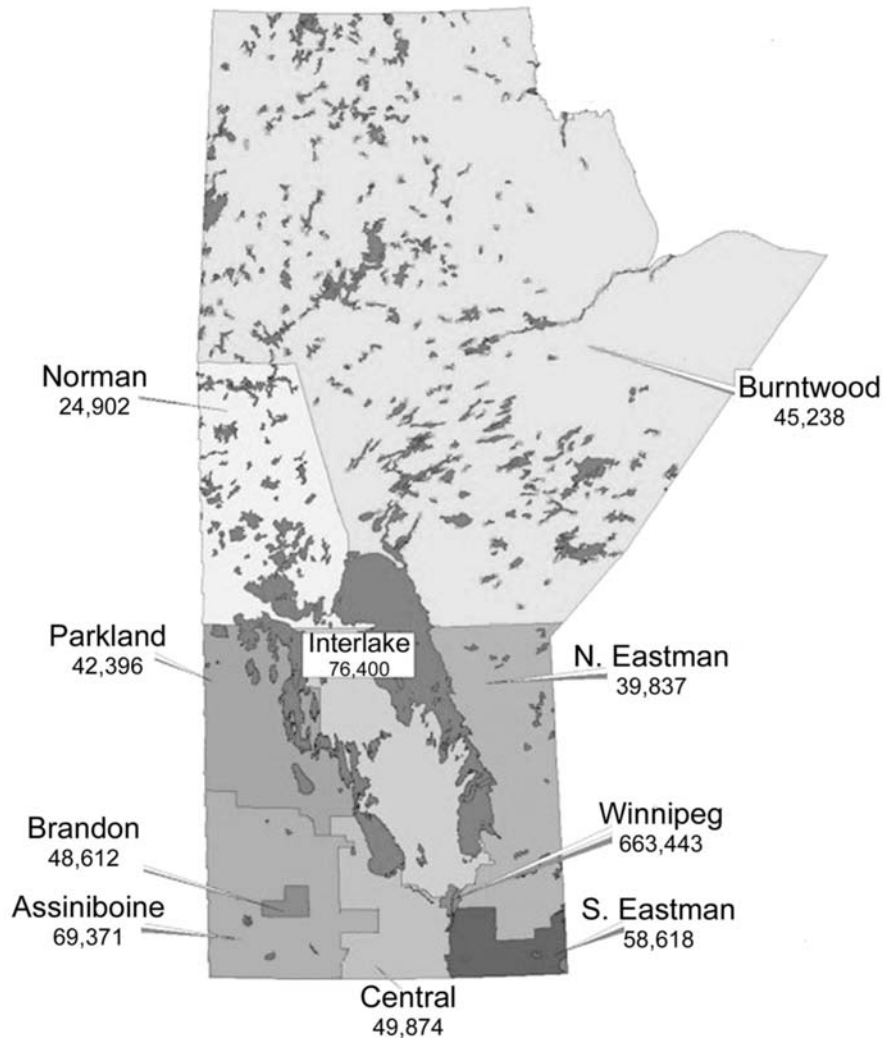 Norman
24,902
Burntwood
45,238
Parkland
42,396
Interlake
76,400
N. Eastman
39,837
Brandon
48,612
Winnipeg
663,443
Assiniboine
69,371
S. Eastman
58,618
Central
49,874